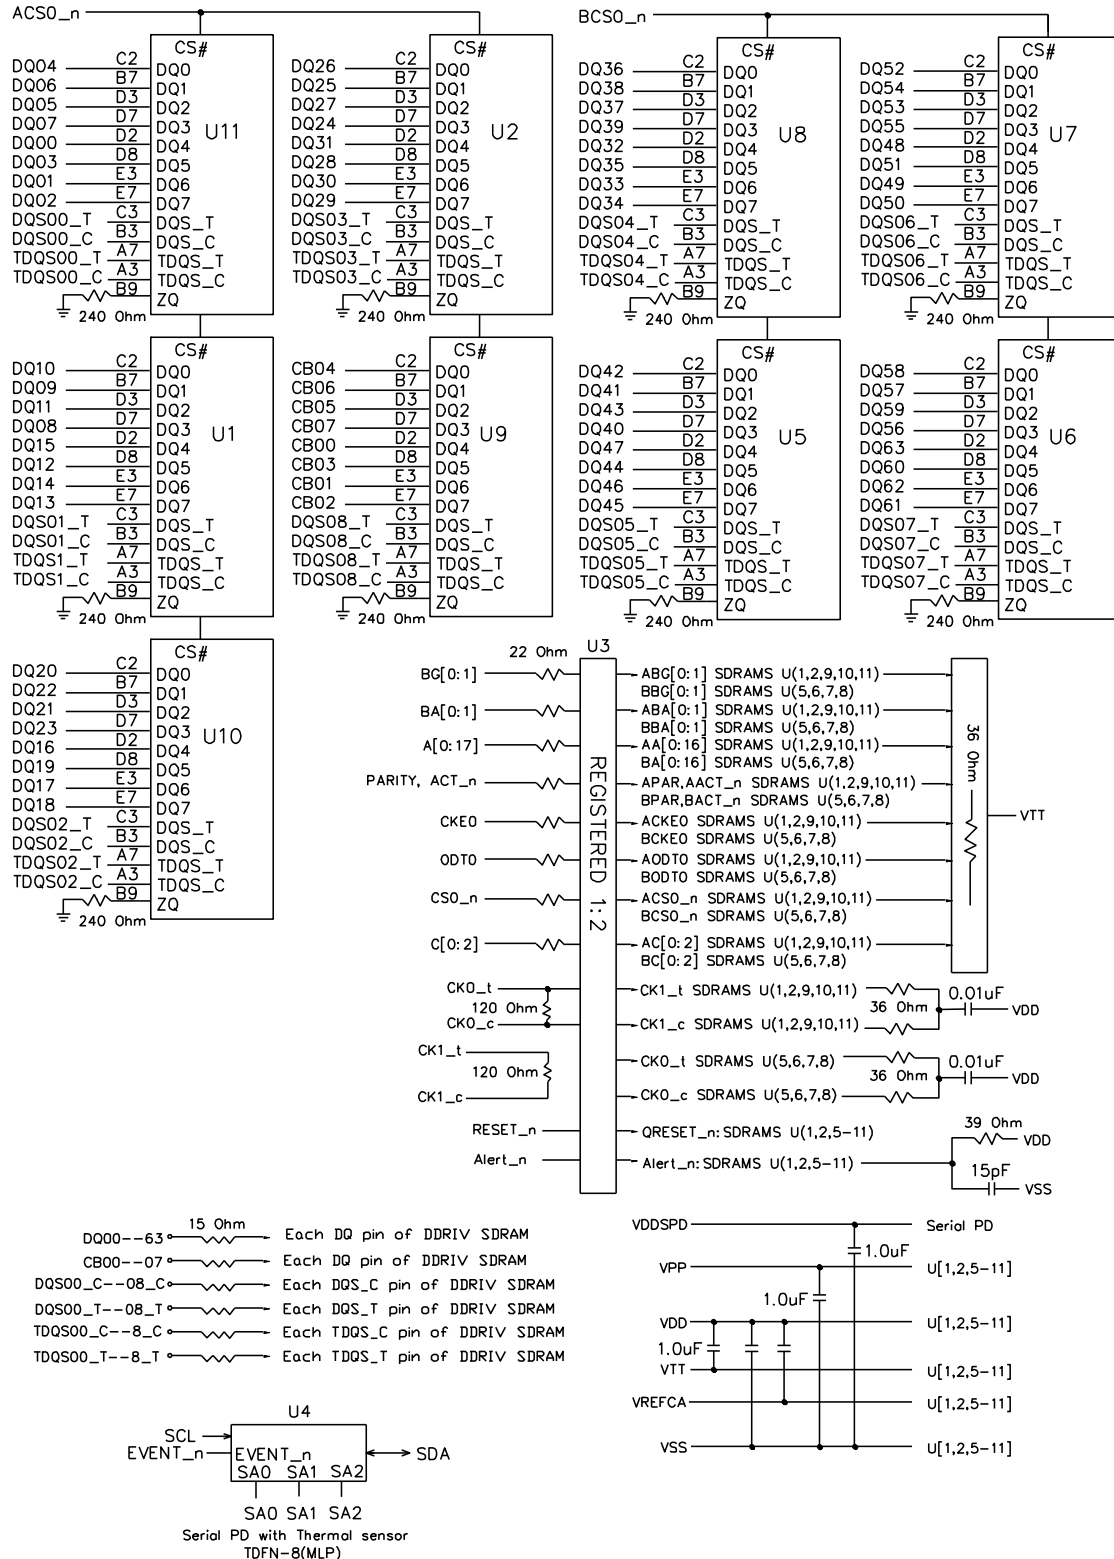 ACS0_n
CS#
DQ04 C2 DQ0
DQ06 B7 DQ1
DQ05 D3 DQ2
DQ07 D7 DQ3
U11
DQ00 D2 DQ4
DQ03 D8 DQ5
DQ01 E3 DQ6
DQ02 E7 DQ7
DQS00_T C3 DQS_T
DQS00_C B3 DQS_C
TDQS00_T A7 TDQS_T
TDQS00_C A3 TDQS_C
B9 ZQ
240 Ohm
CS#
DQ26 C2 DQ0
DQ25 B7 DQ1
DQ27 D3 DQ2
DQ24 D7 DQ3
U2
DQ31 D2 DQ4
DQ28 D8 DQ5
DQ30 E3 DQ6
DQ29 E7 DQ7
DQS03_T C3 DQS_T
DQS03_C B3 DQS_C
TDQS03_T A7 TDQS_T
TDQS03_C A3 TDQS_C
B9 ZQ
240 Ohm
BCS0_n
CS#
DQ36 C2 DQ0
DQ38 B7 DQ1
DQ37 D3 DQ2
DQ39 D7 DQ3
U8
DQ32 D2 DQ4
DQ35 D8 DQ5
DQ33 E3 DQ6
DQ34 E7 DQ7
DQS04_T C3 DQS_T
DQS04_C B3 DQS_C
TDQS04_T A7 TDQS_T
TDQS04_C A3 TDQS_C
B9 ZQ
240 Ohm
CS#
DQ52 C2 DQ0
DQ54 B7 DQ1
DQ53 D3 DQ2
DQ55 D7 DQ3
U7
DQ48 D2 DQ4
DQ51 D8 DQ5
DQ49 E3 DQ6
DQ50 E7 DQ7
DQS06_T C3 DQS_T
DQS06_C B3 DQS_C
TDQS06_T A7 TDQS_T
TDQS06_C A3 TDQS_C
B9 ZQ
240 Ohm
CS#
DQ10 C2 DQ0
DQ09 B7 DQ1
DQ11 D3 DQ2
DQ08 D7 DQ3
U1
DQ15 D2 DQ4
DQ12 D8 DQ5
DQ14 E3 DQ6
DQ13 E7 DQ7
DQS01_T C3 DQS_T
DQS01_C B3 DQS_C
TDQS1_T A7 TDQS_T
TDQS1_C A3 TDQS_C
B9 ZQ
240 Ohm
CS#
CB04 C2 DQ0
CB06 B7 DQ1
CB05 D3 DQ2
CB07 D7 DQ3
U9
CB00 D2 DQ4
CB03 D8 DQ5
CB01 E3 DQ6
CB02 E7 DQ7
DQS08_T C3 DQS_T
DQS08_C B3 DQS_C
TDQS08_T A7 TDQS_T
TDQS08_C A3 TDQS_C
B9 ZQ
240 Ohm
CS#
DQ42 C2 DQ0
DQ41 B7 DQ1
DQ43 D3 DQ2
DQ40 D7 DQ3
U5
DQ47 D2 DQ4
DQ44 D8 DQ5
DQ46 E3 DQ6
DQ45 E7 DQ7
DQS05_T C3 DQS_T
DQS05_C B3 DQS_C
TDQS05_T A7 TDQS_T
TDQS05_C A3 TDQS_C
B9 ZQ
240 Ohm
CS#
DQ58 C2 DQ0
DQ57 B7 DQ1
DQ59 D3 DQ2
DQ56 D7 DQ3
U6
DQ63 D2 DQ4
DQ60 D8 DQ5
DQ62 E3 DQ6
DQ61 E7 DQ7
DQS07_T C3 DQS_T
DQS07_C B3 DQS_C
TDQS07_T A7 TDQS_T
TDQS07_C A3 TDQS_C
B9 ZQ
240 Ohm
CS#
DQ20 C2 DQ0
DQ22 B7 DQ1
DQ21 D3 DQ2
DQ23 D7 DQ3
U10
DQ16 D2 DQ4
DQ19 D8 DQ5
DQ17 E3 DQ6
DQ18 E7 DQ7
DQS02_T C3 DQS_T
DQS02_C B3 DQS_C
TDQS02_T A7 TDQS_T
TDQS02_C A3 TDQS_C
B9 ZQ
240 Ohm
U3
22 Ohm
REGISTERED 1:2
BG[0:1] ABG[0:1] SDRAMS U(1,2,9,10,11)
BBG[0:1] SDRAMS U(5,6,7,8)
BA[0:1] ABA[0:1] SDRAMS U(1,2,9,10,11)
BBA[0:1] SDRAMS U(5,6,7,8)
A[0:17] AA[0:16] SDRAMS U(1,2,9,10,11)
BA[0:16] SDRAMS U(5,6,7,8)
PARITY, ACT_n APAR,AACT_n SDRAMS U(1,2,9,10,11)
BPAR,BACT_n SDRAMS U(5,6,7,8)
CKE0 ACKE0 SDRAMS U(1,2,9,10,11)
BCKE0 SDRAMS U(5,6,7,8)
ODT0 AODT0 SDRAMS U(1,2,9,10,11)
BODT0 SDRAMS U(5,6,7,8)
CS0_n ACS0_n SDRAMS U(1,2,9,10,11)
BCS0_n SDRAMS U(5,6,7,8)
C[0:2] AC[0:2] SDRAMS U(1,2,9,10,11)
BC[0:2] SDRAMS U(5,6,7,8)
36 Ohm
VTT
CK0_t CK1_t SDRAMS U(1,2,9,10,11)
120 Ohm 36 Ohm 0.01uF VDD
CK0_c CK1_c SDRAMS U(1,2,9,10,11)
CK1_t CK0_t SDRAMS U(5,6,7,8)
120 Ohm 36 Ohm 0.01uF VDD
CK1_c CK0_c SDRAMS U(5,6,7,8)
RESET_n QRESET_n: SDRAMS U(1,2,5-11)
Alert_n Alert_n: SDRAMS U(1,2,5-11)
39 Ohm VDD
15pF VSS
15 Ohm
DQ00--63 Each DQ pin of DDRIV SDRAM
CB00--07 Each DQ pin of DDRIV SDRAM
DQS00_C--08_C Each DQS_C pin of DDRIV SDRAM
DQS00_T--08_T Each DQS_T pin of DDRIV SDRAM
TDQS00_C--8_C Each TDQS_C pin of DDRIV SDRAM
TDQS00_T--8_T Each TDQS_T pin of DDRIV SDRAM
VDDSPD Serial PD
1.0uF
VPP U[1,2,5-11]
1.0uF
VDD U[1,2,5-11]
1.0uF
VTT U[1,2,5-11]
VREFCA U[1,2,5-11]
VSS U[1,2,5-11]
U4
SCL
EVENT_n EVENT_n SDA
SA0 SA1 SA2
SA0 SA1 SA2
Serial PD with Thermal sensor
TDFN-8(MLP)